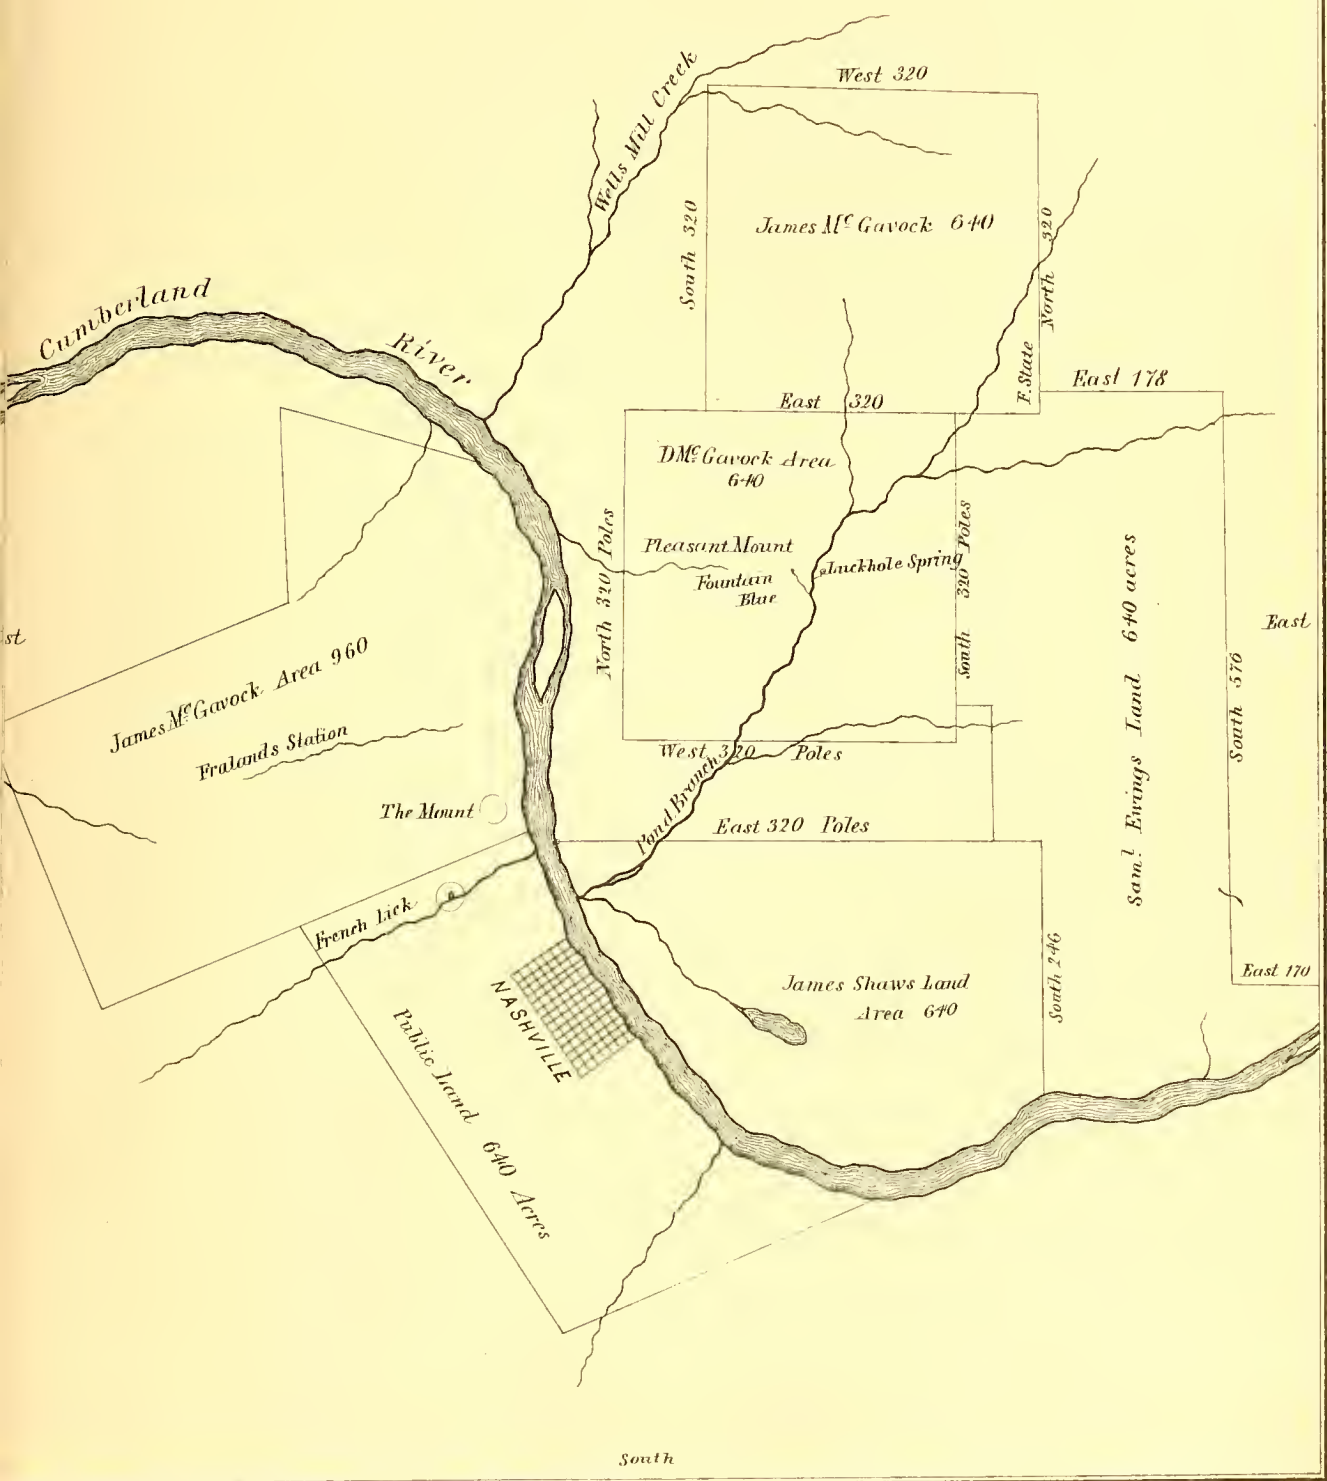 West 320
Wells Mill Creek
South 320
James Mc Gavock 640
North 320
F. State
Cumberland
River
East 178
East 320
D Mc Gavock Area
640
North 320 Poles
Pleasant Mount
Fountain
Blue
Luckhole Spring
South 320 Poles
Saml. Ewings Land 640 acres
East
South 576
st
James Mc Gavock. Area 960
Fralands Station
The Mount
West 320 Poles
Pond Branch
East 320 Poles
French Lick
NASHVILLE
Public Land 640 Acres
James Shaws Land
Area 640
South 246
East 170
South